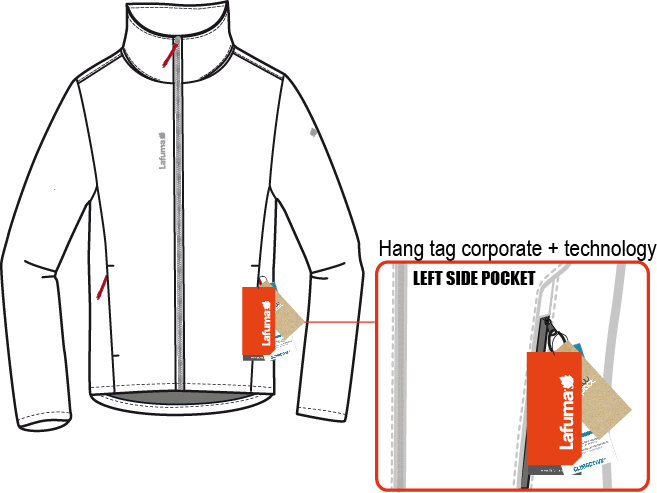 Lafuma
Lafuma
Hang tag corporate + technology
LEFT SIDE POCKET
Lafuma